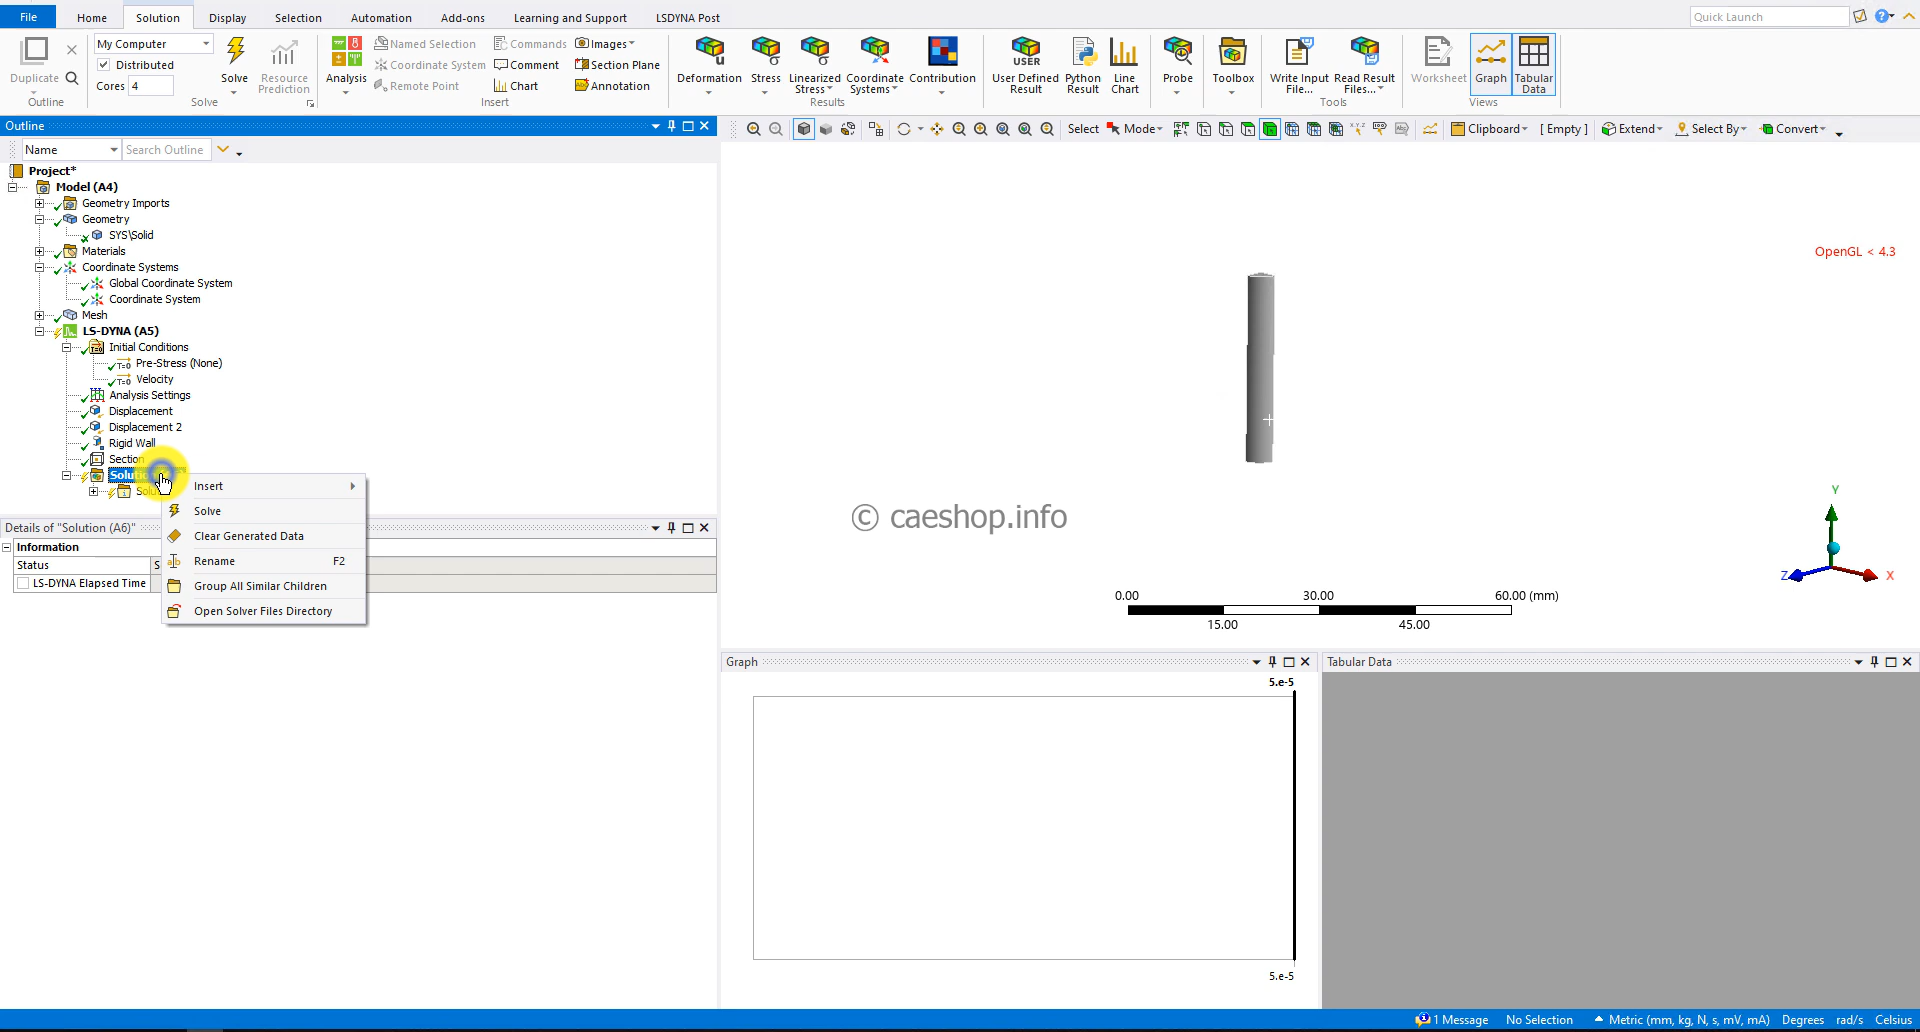 File Home Solution Display Selection Automation Add-ons Learning and Support LSDYNA Post Quick Launch
Duplicate
Outline
My Computer
Distributed
Cores 4
Solve
Resource Prediction
Solve
Analysis
Named Selection
Coordinate System
Remote Point
Commands
Comment
Chart
Images
Section Plane
Annotation
Insert
Deformation
Stress
Linearized Stress
Coordinate Systems
Contribution
Results
USER
User Defined Result
Python Result
Line Chart
Probe
Toolbox
Write Input File...
Read Result Files...
Tools
Worksheet
Graph
Tabular Data
Views
Outline
Name Search Outline
Select Mode Clipboard [ Empty ] Extend Select By Convert
Project*
Model (A4)
Geometry Imports
Geometry
SYS\Solid
Materials
Coordinate Systems
Global Coordinate System
Coordinate System
Mesh
LS-DYNA (A5)
Initial Conditions
Pre-Stress (None)
Velocity
Analysis Settings
Displacement
Displacement 2
Rigid Wall
Section
Insert
Solve
Clear Generated Data
Rename F2
Group All Similar Children
Open Solver Files Directory
Details of "Solution (A6)"
Information
Status
LS-DYNA Elapsed Time
OpenGL < 4.3
© caeshop.info
Y
Z
X
0.00 30.00 60.00 (mm)
15.00 45.00
Graph
5.e-5
5.e-5
Tabular Data
1 Message No Selection Metric (mm, kg, N, s, mV, mA) Degrees rad/s Celsius